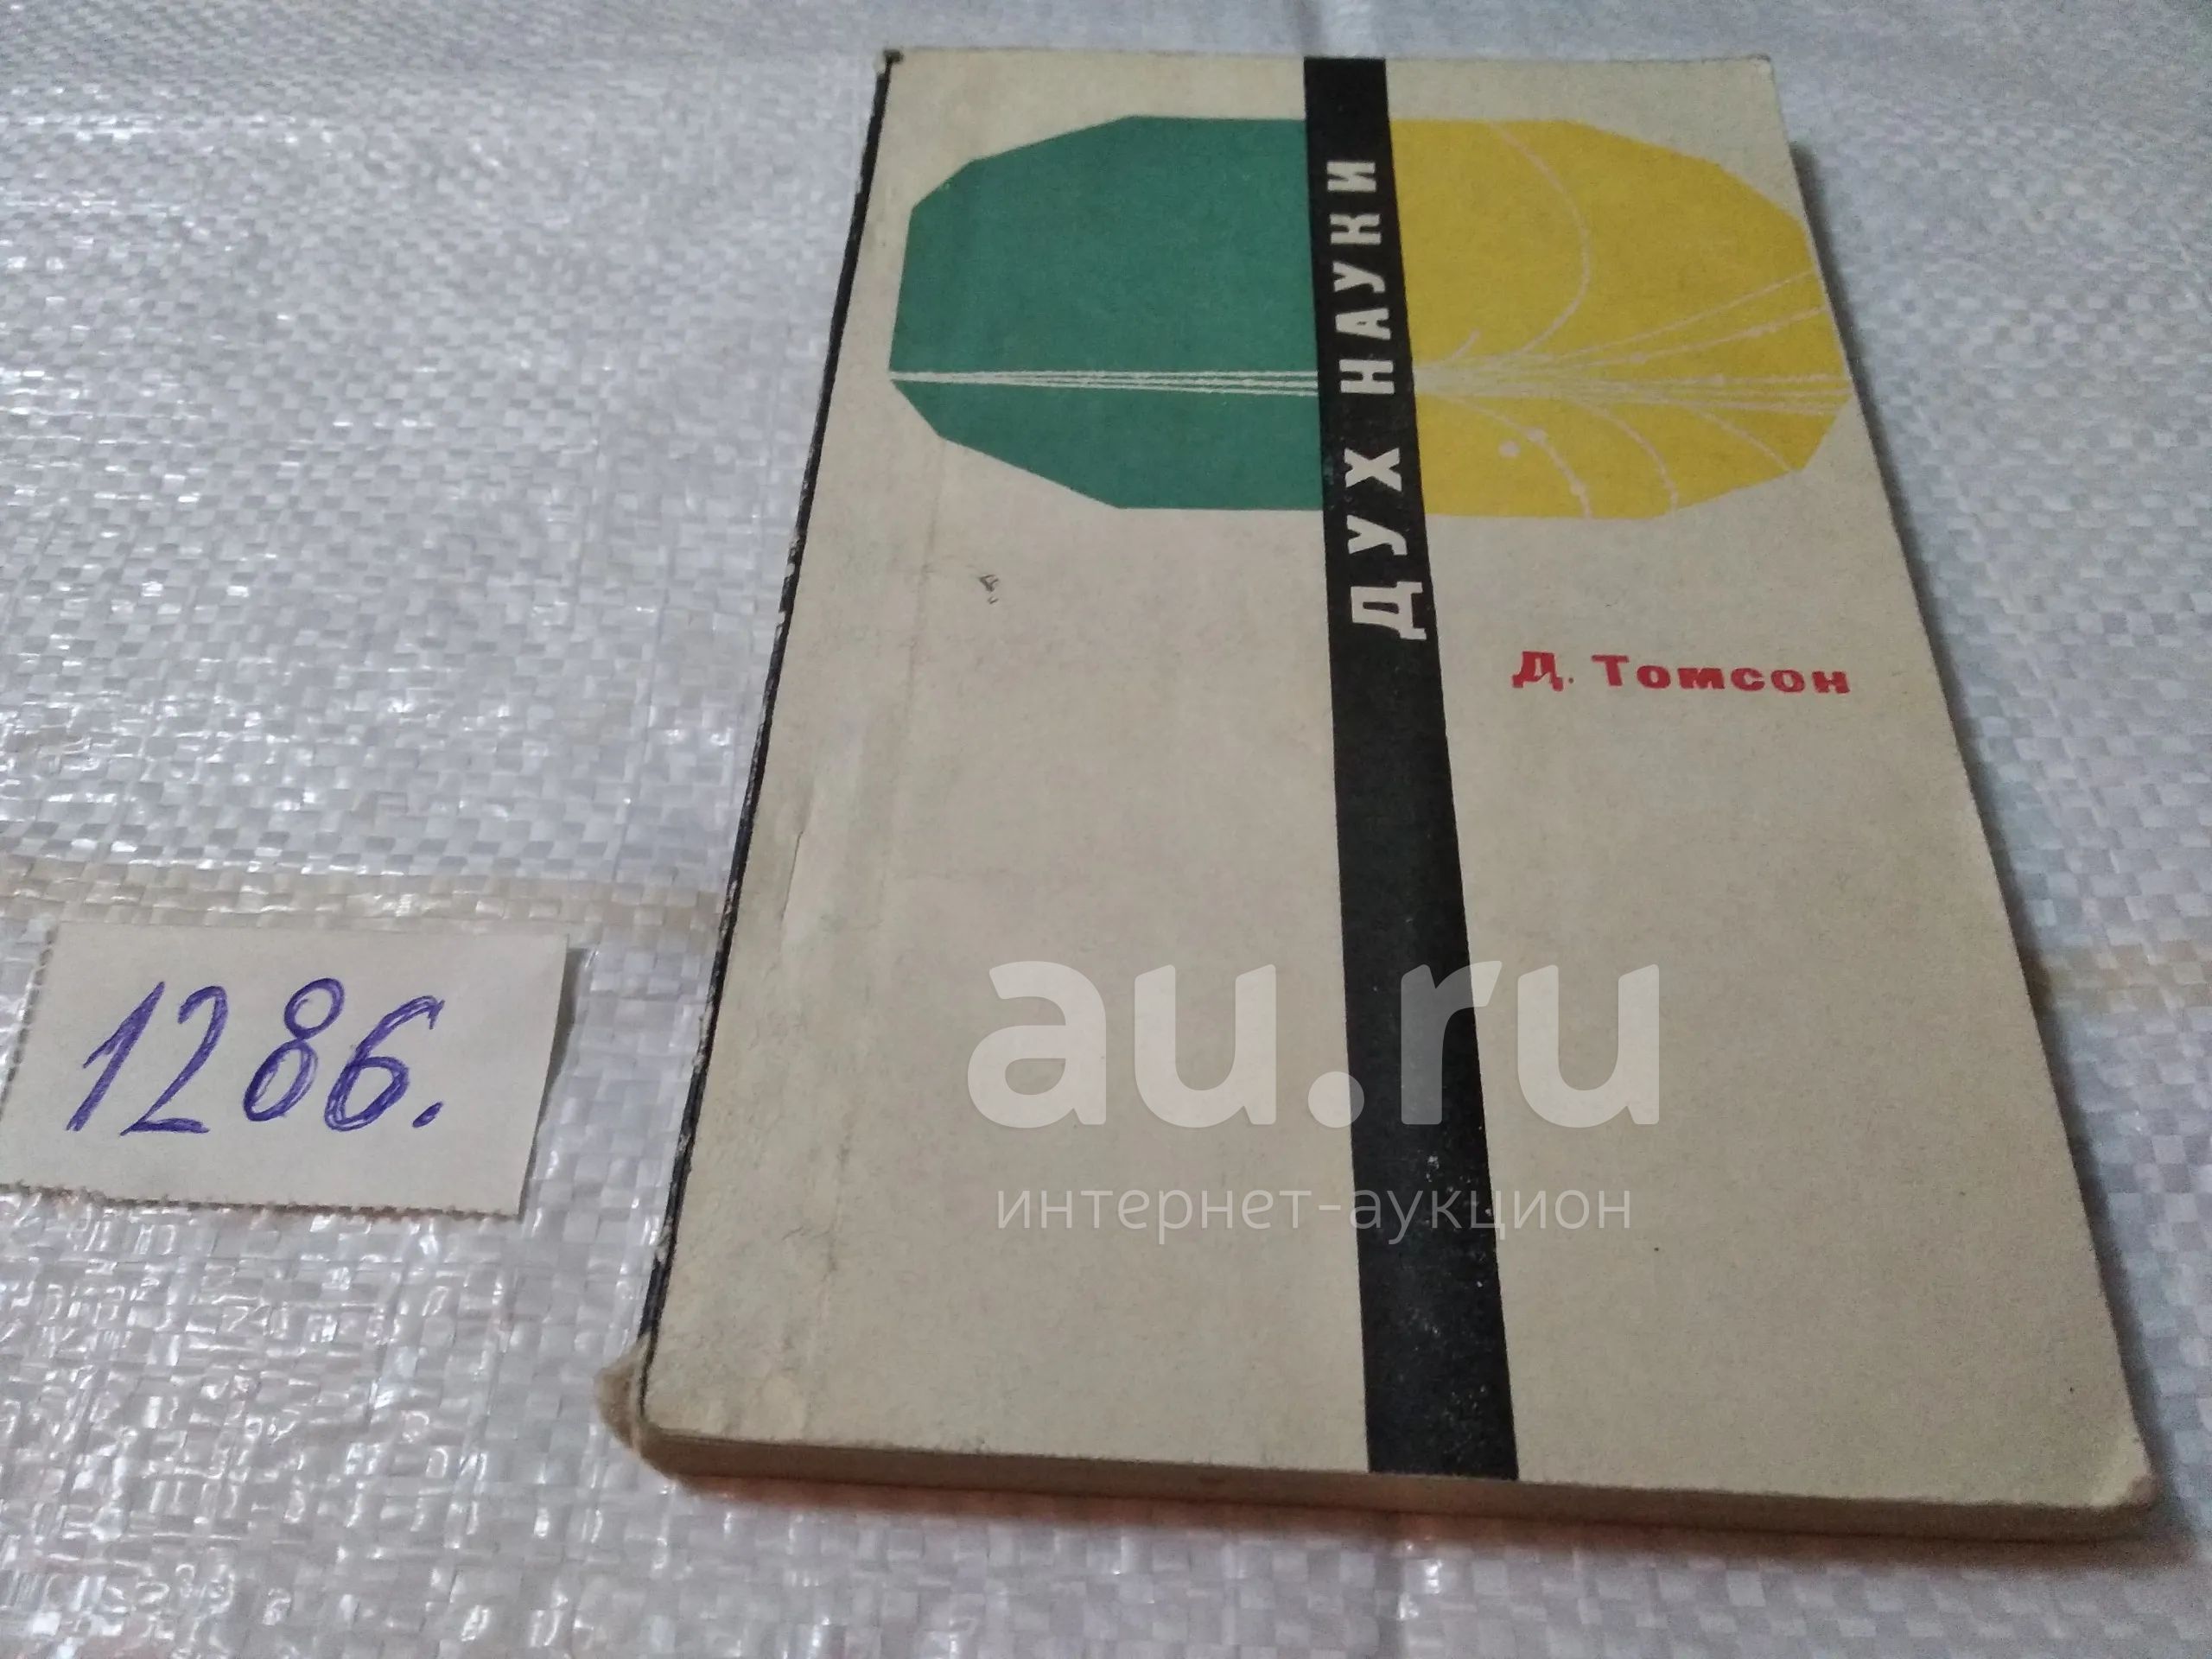 ДУХ НАУКИ
Д. Томсон
1286.
au.ru
интернет-аукцион